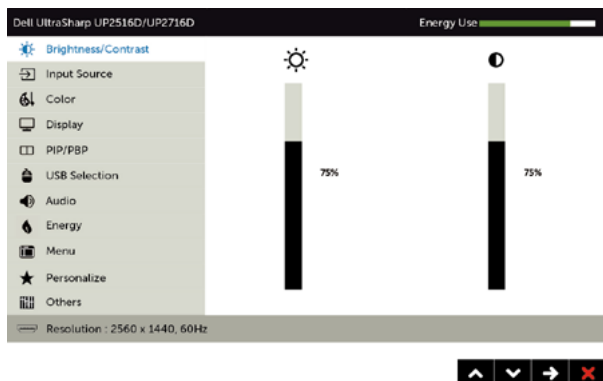 Dell UltraSharp UP2516D/UP2716D Energy Use
Brightness/Contrast
Input Source
Color
Display
PIP/PBP
USB Selection
75% 75%
Audio
Energy
Menu
Personalize
Others
Resolution : 2560 x 1440, 60Hz